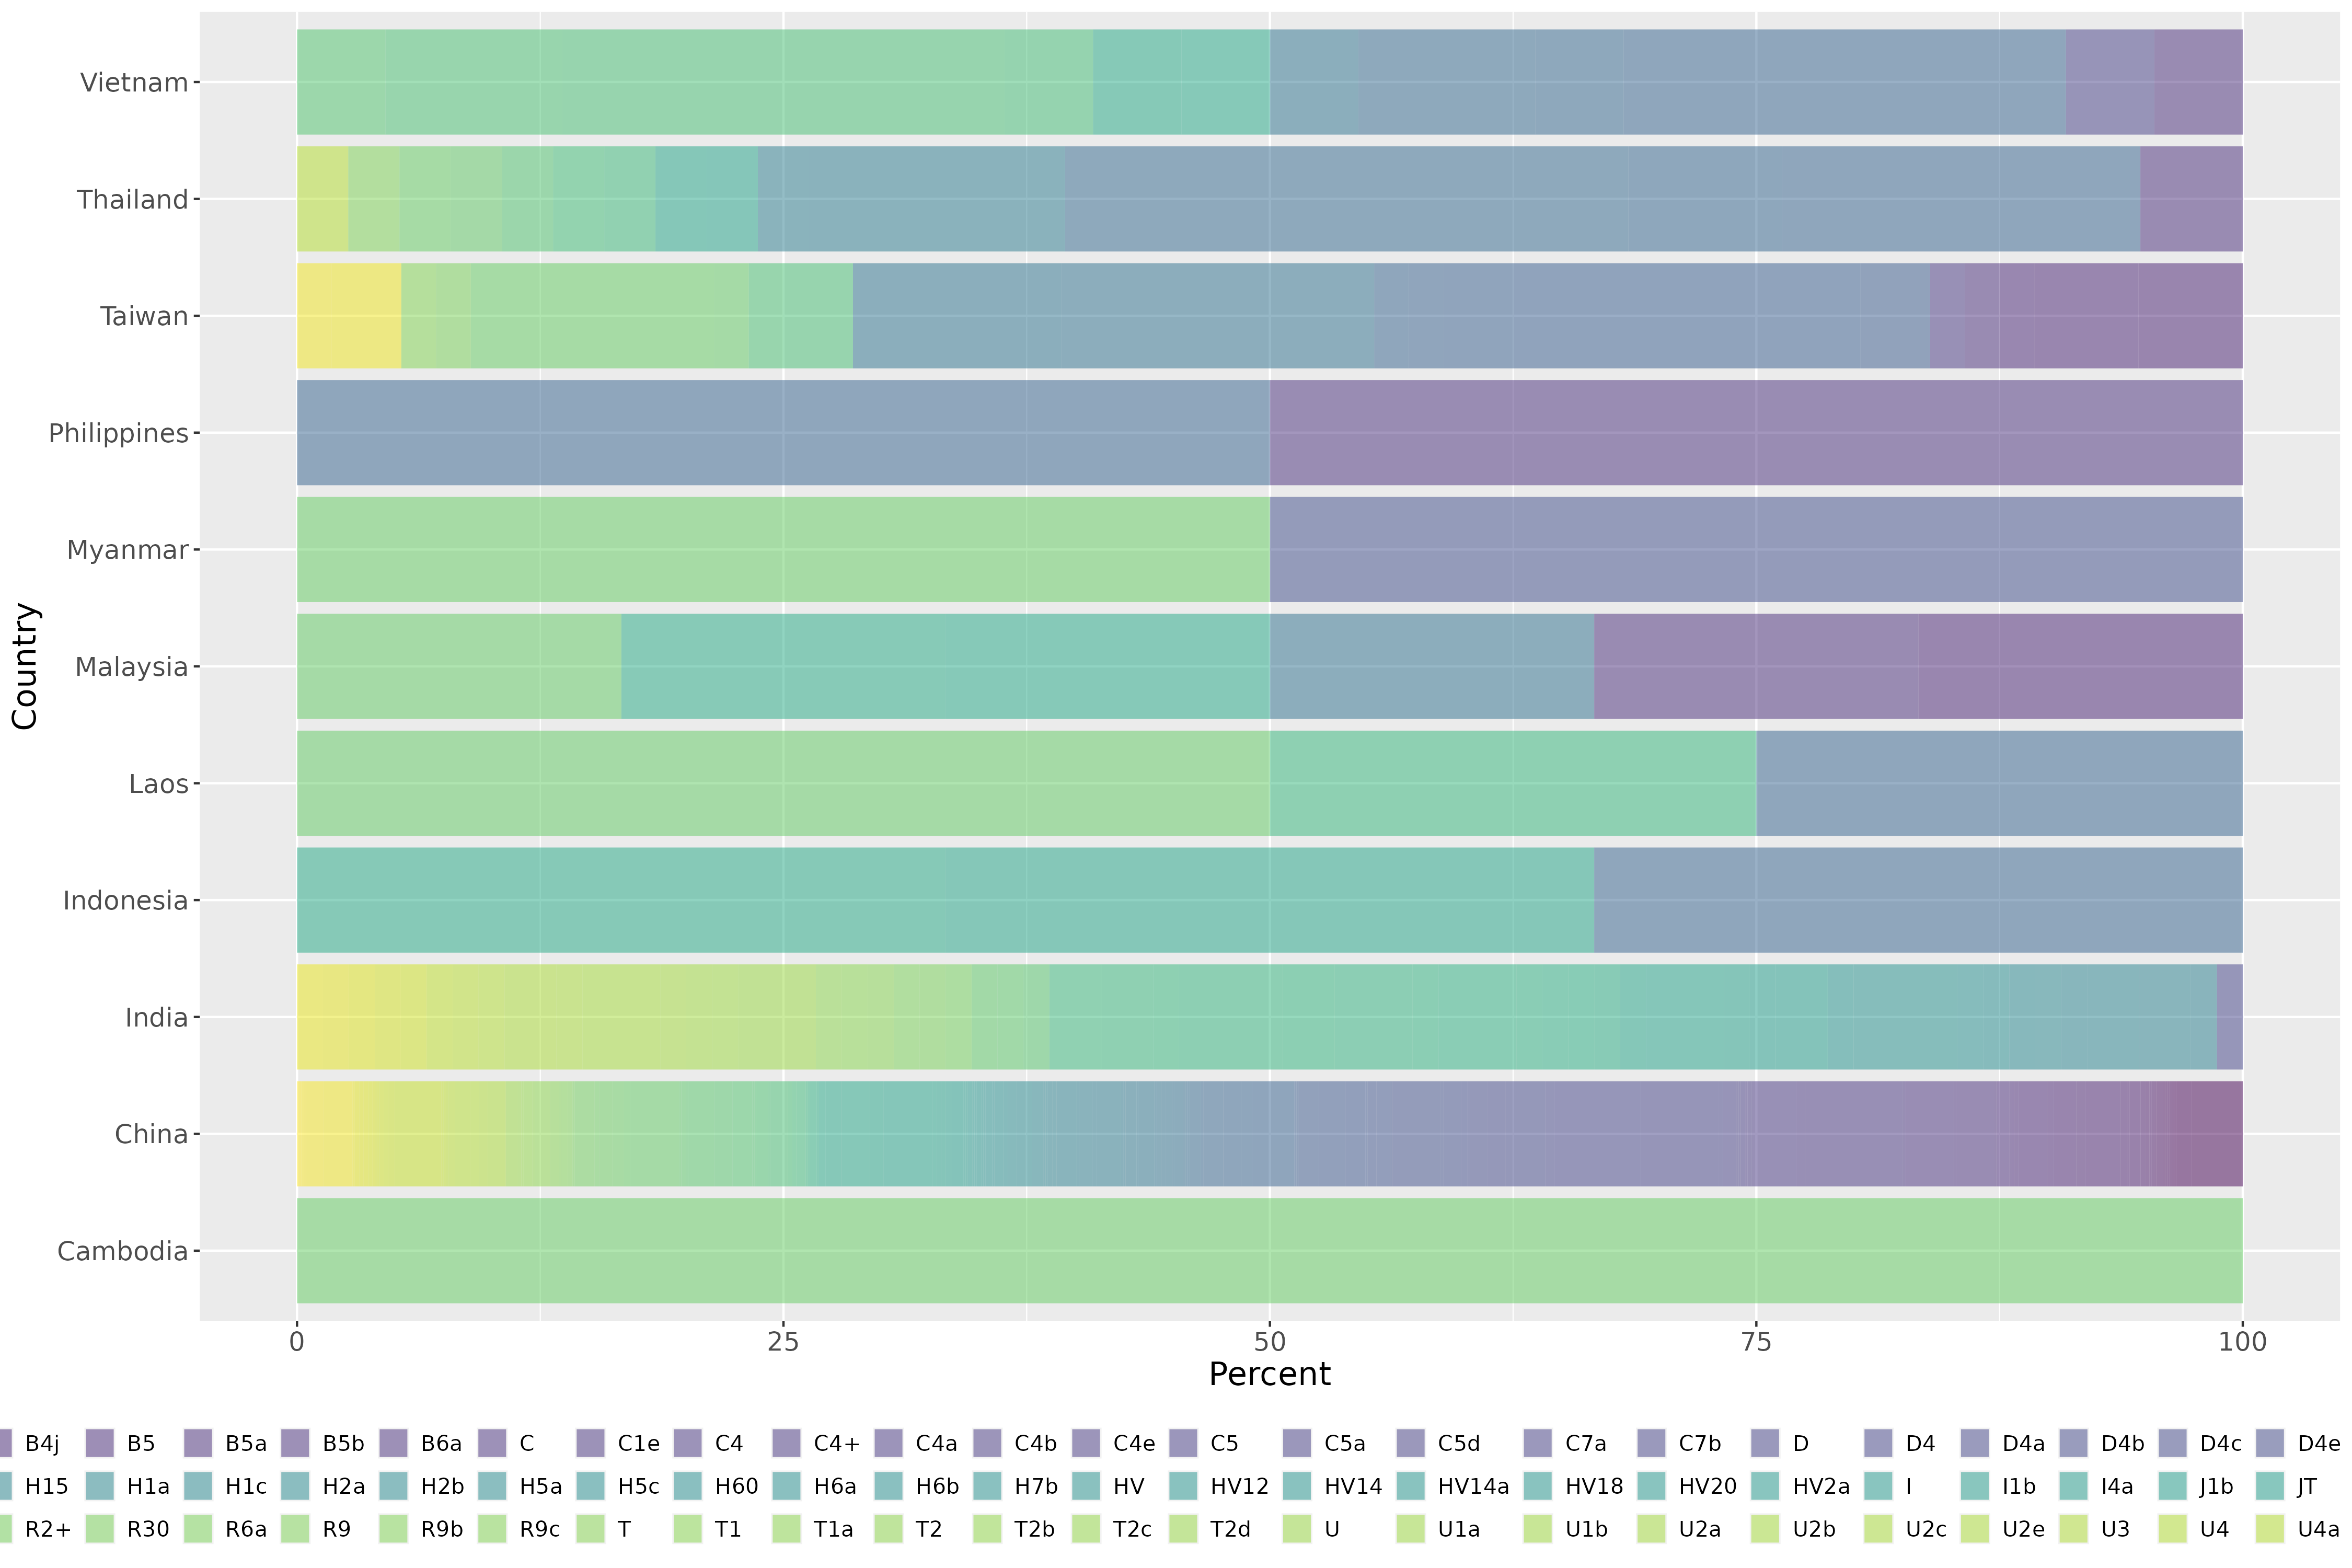 Vietnam
Thailand
Taiwan
Philippines
Myanmar
Malaysia
Laos
Indonesia
India
China
Cambodia
Country
0 25 50 75 100
Percent
B4j B5 B5a B5b B6a C C1e C4 C4+ C4a C4b C4e C5 C5a C5d C7a C7b D D4 D4a D4b D4c D4e
H15 H1a H1c H2a H2b H5a H5c H60 H6a H6b H7b HV HV12 HV14 HV14a HV18 HV20 HV2a I I1b I4a J1b JT
R2+ R30 R6a R9 R9b R9c T T1 T1a T2 T2b T2c T2d U U1a U1b U2a U2b U2c U2e U3 U4 U4a